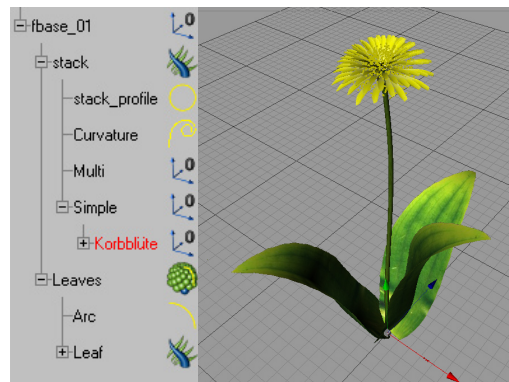 fbase_01
stack
stack_profile
Curvature
Multi
Simple
Korbblüte
Leaves
Arc
Leaf